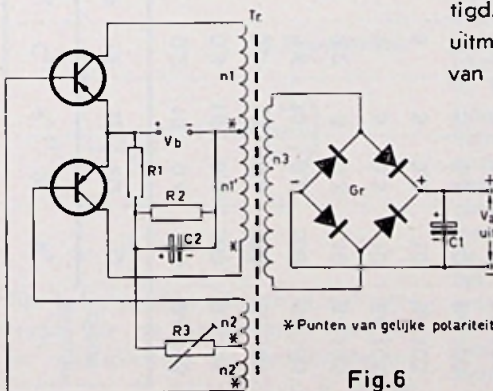 tigd.
uitm
van
Tr.
n1
*
+ Vb -
R1
n1'
R2
n3
- Gr +
+
C2
+ -
*
+
C1
-
+
V
uit
-
R3
n2
*
n2'
*
* Punten van gelijke polariteit
Fig.6